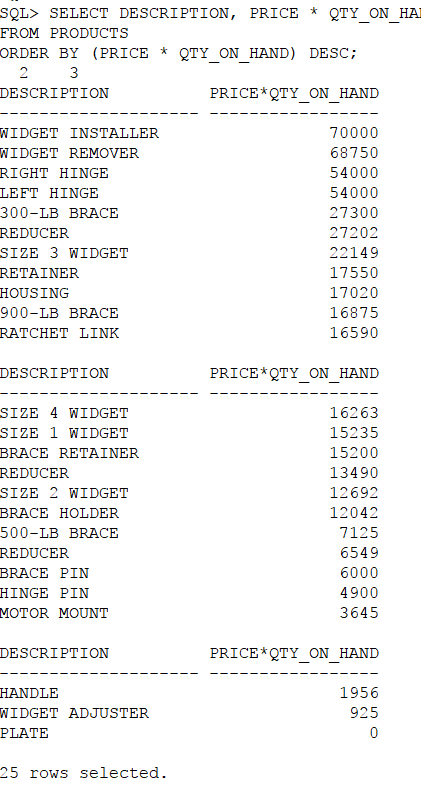 SQL> SELECT DESCRIPTION, PRICE * QTY_ON_HA
FROM PRODUCTS
ORDER BY (PRICE * QTY_ON_HAND) DESC;
  2    3
DESCRIPTION          PRICE*QTY_ON_HAND
-------------------- -----------------
WIDGET INSTALLER                 70000
WIDGET REMOVER                   68750
RIGHT HINGE                      54000
LEFT HINGE                       54000
300-LB BRACE                     27300
REDUCER                          27202
SIZE 3 WIDGET                    22149
RETAINER                         17550
HOUSING                          17020
900-LB BRACE                     16875
RATCHET LINK                     16590

DESCRIPTION          PRICE*QTY_ON_HAND
-------------------- -----------------
SIZE 4 WIDGET                    16263
SIZE 1 WIDGET                    15235
BRACE RETAINER                   15200
REDUCER                          13490
SIZE 2 WIDGET                    12692
BRACE HOLDER                     12042
500-LB BRACE                      7125
REDUCER                           6549
BRACE PIN                         6000
HINGE PIN                         4900
MOTOR MOUNT                       3645

DESCRIPTION          PRICE*QTY_ON_HAND
-------------------- -----------------
HANDLE                            1956
WIDGET ADJUSTER                    925
PLATE                                0

25 rows selected.